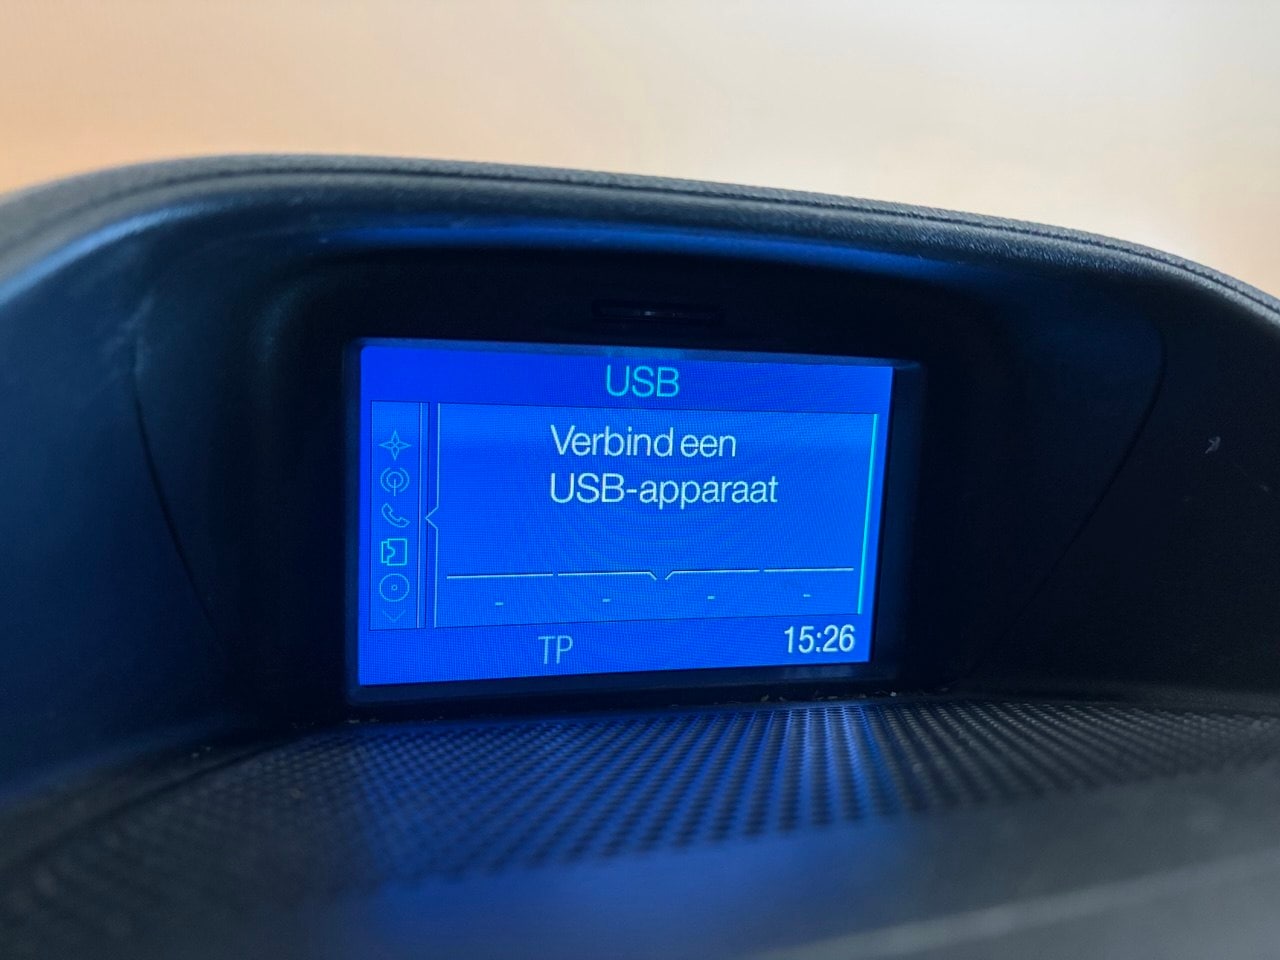 USB
Verbind een
USB-apparaat
- - - -
TP 15:26